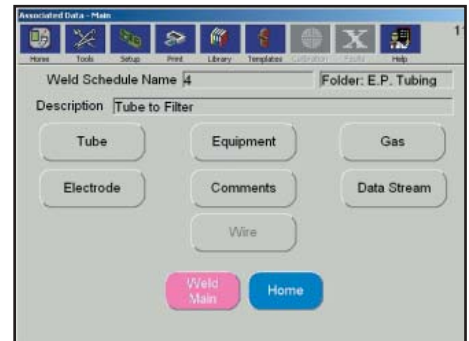 Associated Data - Main
Home Tools Setup Print Library Templates Calibration Faults Help
Weld Schedule Name 4 Folder: E.P. Tubing
Description Tube to Filter
Tube Equipment Gas
Electrode Comments Data Stream
Wire
Weld Main Home